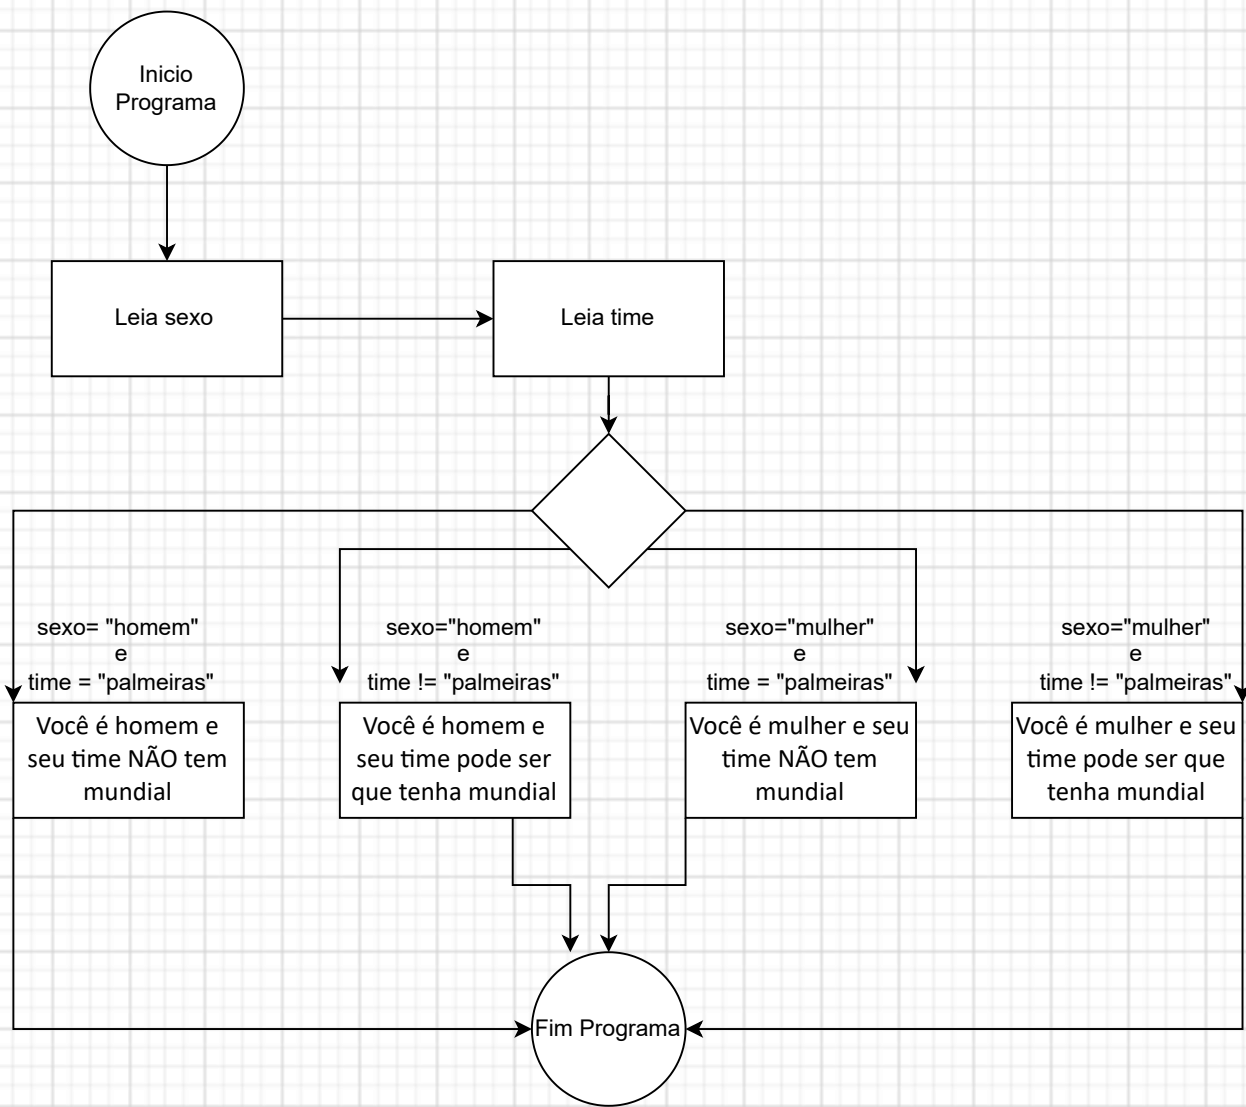 Inicio
Programa
Leia sexo
Leia time
sexo= "homem"
e
time = "palmeiras"
sexo="homem"
e
time != "palmeiras"
sexo="mulher"
e
time = "palmeiras"
sexo="mulher"
e
time != "palmeiras"
Você é homem e
seu time NÃO tem
mundial
Você é homem e
seu time pode ser
que tenha mundial
Você é mulher e seu
time NÃO tem
mundial
Você é mulher e seu
time pode ser que
tenha mundial
Fim Programa